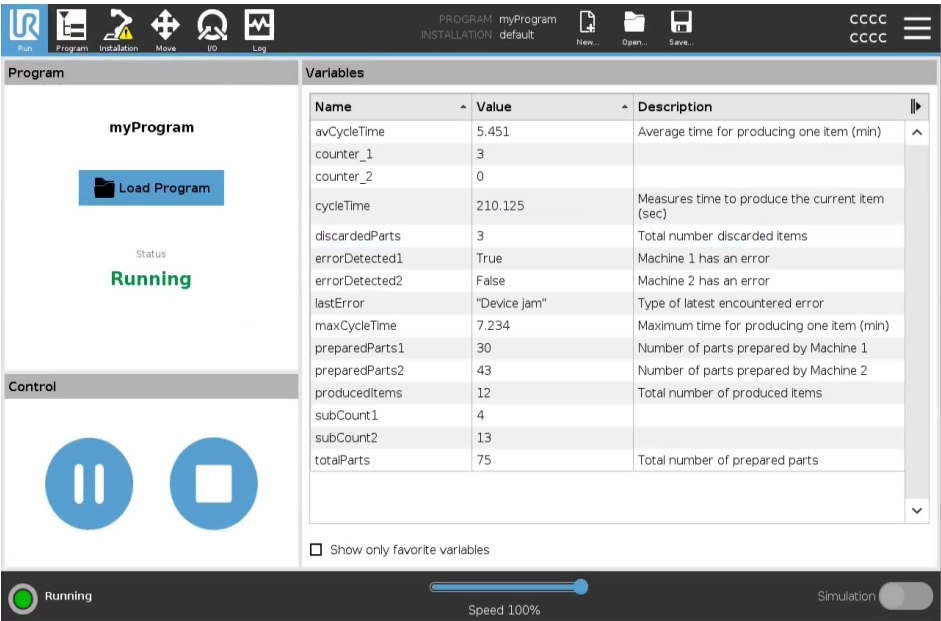 UR
PROGRAM myProgram
INSTALLATION default
CCCC
CCCC
Run Program Installation Move I/O Log New... Open... Save...
Program
myProgram
Load Program
Status
Running
Control
Variables
Name Value Description
avCycleTime 5.451 Average time for producing one item (min)
counter_1 3
counter_2 0
cycleTime 210.125 Measures time to produce the current item
(sec)
discardedParts 3 Total number discarded items
errorDetected1 True Machine 1 has an error
errorDetected2 False Machine 2 has an error
lastError "Device jam" Type of latest encountered error
maxCycleTime 7.234 Maximum time for producing one item (min)
preparedParts1 30 Number of parts prepared by Machine 1
preparedParts2 43 Number of parts prepared by Machine 2
producedItems 12 Total number of produced items
subCount1 4
subCount2 13
totalParts 75 Total number of prepared parts
Show only favorite variables
Running
Speed 100%
Simulation